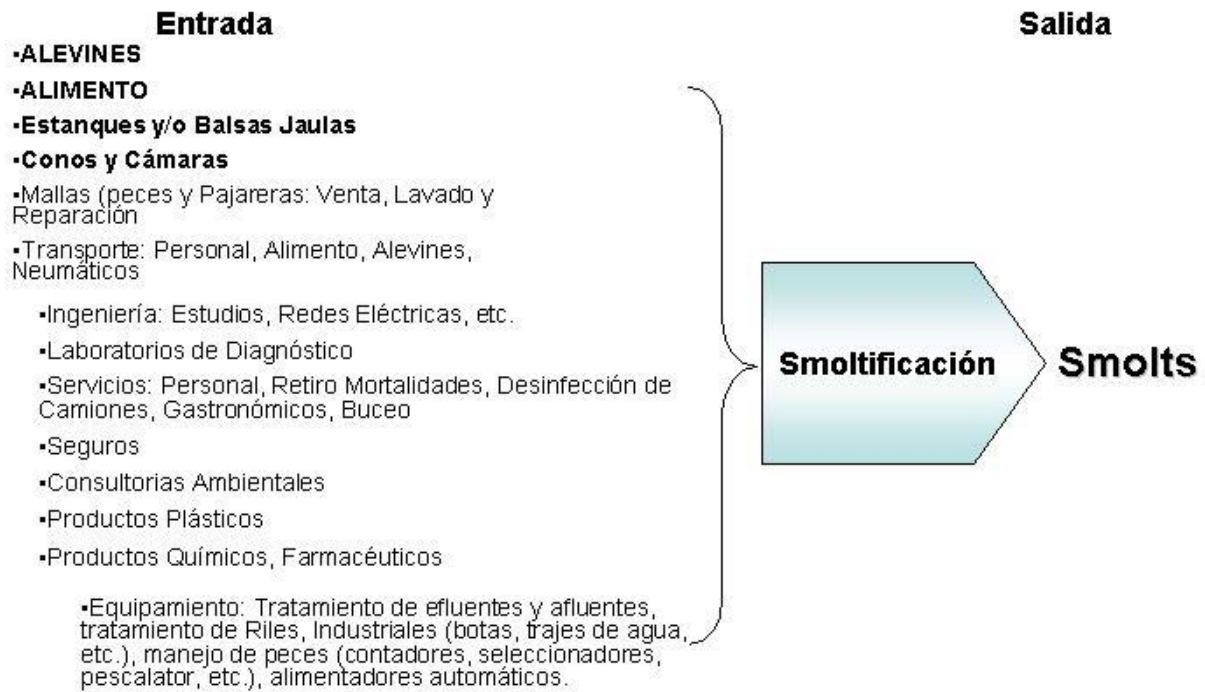 Entrada
Salida
▪ALEVINES
▪ALIMENTO
▪Estanques y/o Balsas Jaulas
▪Conos y Cámaras
▪Mallas (peces y Pajareras: Venta, Lavado y
Reparación
▪Transporte: Personal, Alimento, Alevines,
Neumáticos
▪Ingeniería: Estudios, Redes Eléctricas, etc.
▪Laboratorios de Diagnóstico
▪Servicios: Personal, Retiro Mortalidades, Desinfección de
Camiones, Gastronómicos, Buceo
▪Seguros
▪Consultorias Ambientales
▪Productos Plásticos
▪Productos Químicos, Farmacéuticos
▪Equipamiento: Tratamiento de efluentes y afluentes,
tratamiento de Riles, Industriales (botas, trajes de agua,
etc.), manejo de peces (contadores, seleccionadores,
pescalator, etc.), alimentadores automáticos.
Smoltificación
Smolts